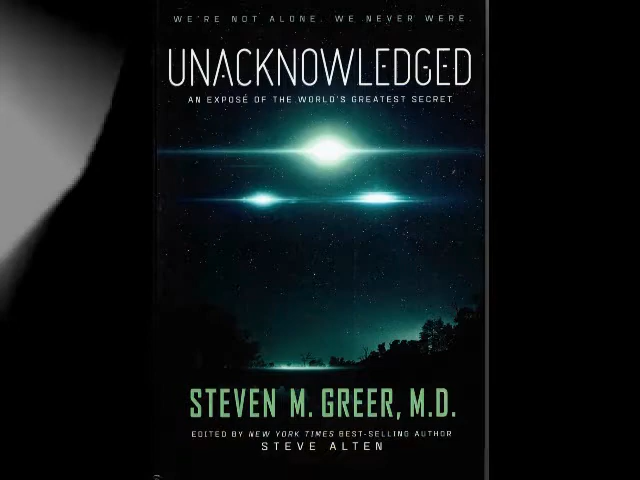 WE'RE NOT ALONE. WE NEVER WERE.
UNACKNOWLEDGED
AN EXPOSÉ OF THE WORLD'S GREATEST SECRET
STEVEN M. GREER, M.D.
EDITED BY NEW YORK TIMES BEST-SELLING AUTHOR
STEVE ALTEN